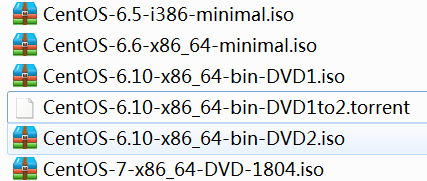 CentOS-6.5-i386-minimal.iso
CentOS-6.6-x86_64-minimal.iso
CentOS-6.10-x86_64-bin-DVD1.iso
CentOS-6.10-x86_64-bin-DVD1to2.torrent
CentOS-6.10-x86_64-bin-DVD2.iso
CentOS-7-x86_64-DVD-1804.iso